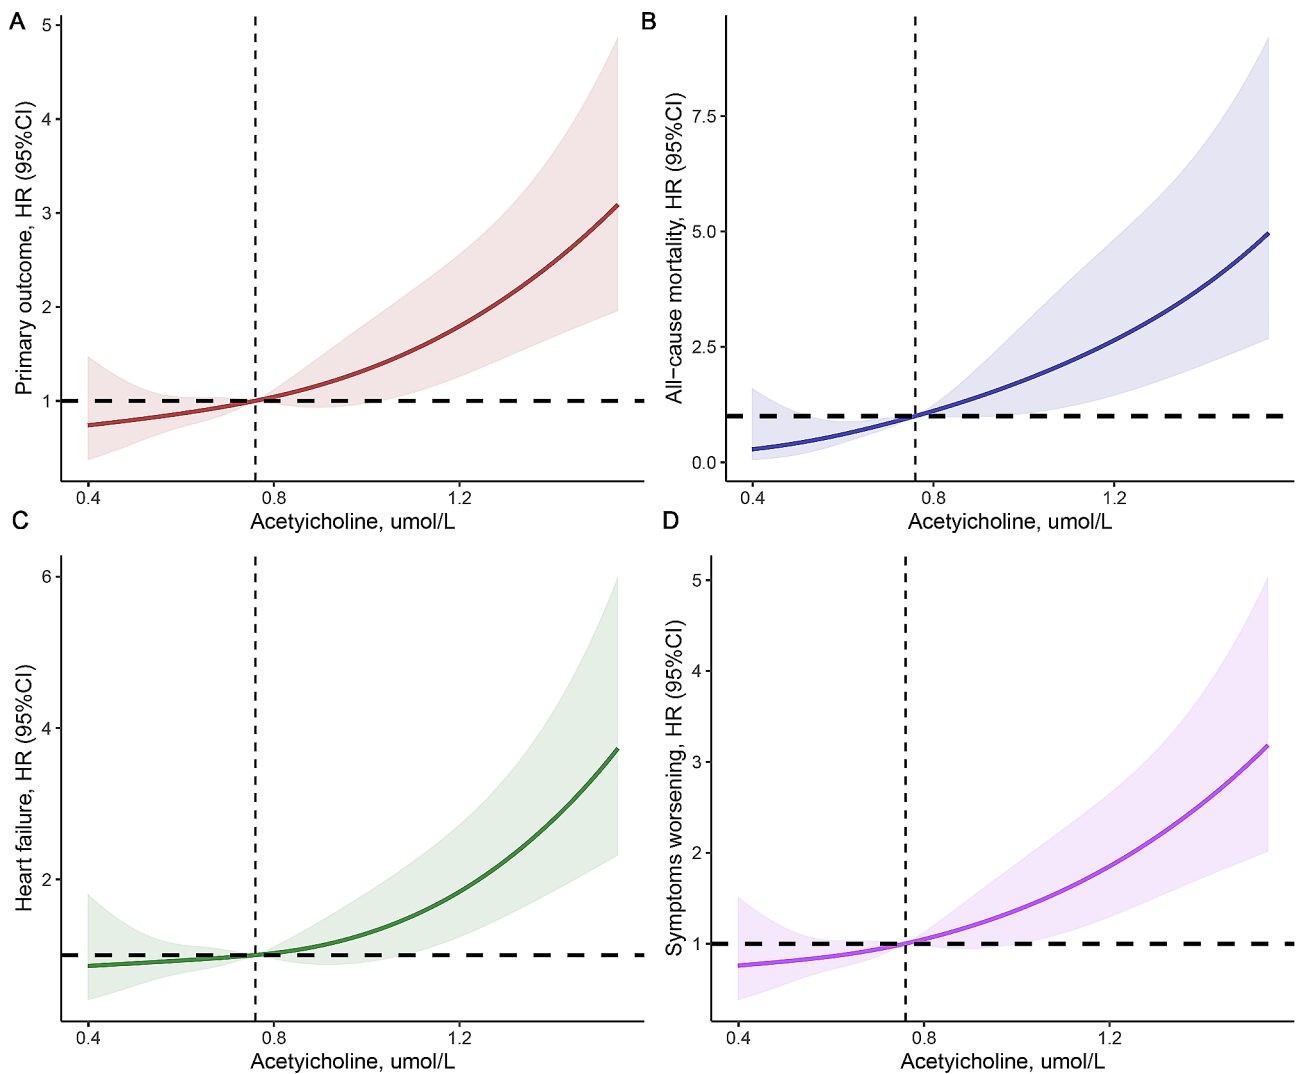 A
Primary outcome, HR (95%CI)
5
4
3
2
1
0.4 0.8 1.2
Acetyicholine, umol/L
B
All−cause mortality, HR (95%CI)
7.5
5.0
2.5
0.0
0.4 0.8 1.2
Acetyicholine, umol/L
C
Heart failure, HR (95%CI)
6
4
2
0.4 0.8 1.2
Acetyicholine, umol/L
D
Symptoms worsening, HR (95%CI)
5
4
3
2
1
0.4 0.8 1.2
Acetyicholine, umol/L